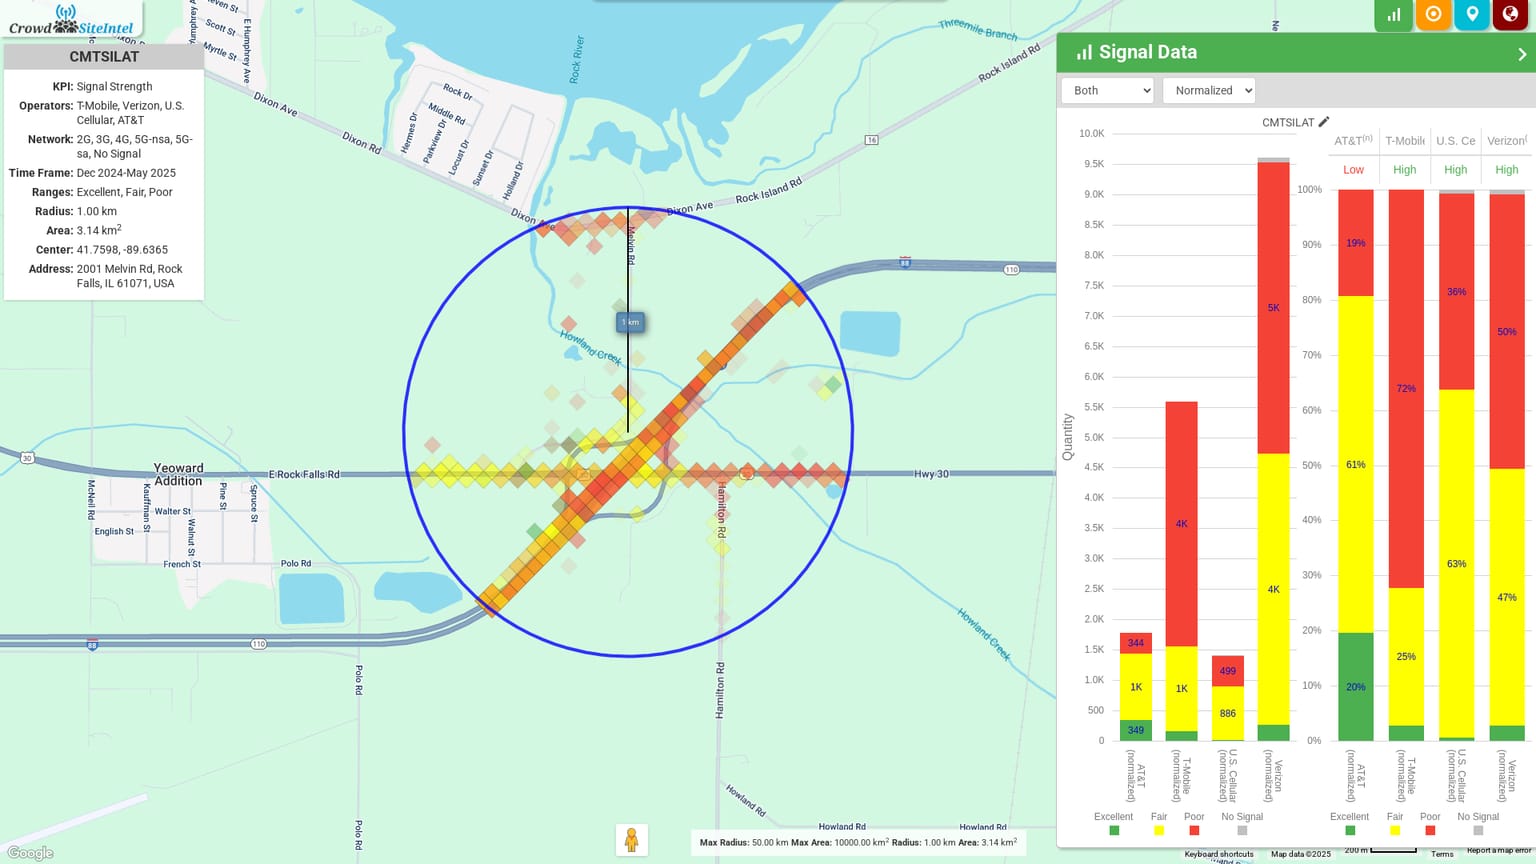 Crowd SiteIntel
CMTSILAT
KPI: Signal Strength
Operators: T-Mobile, Verizon, U.S.
Cellular, AT&T
Network: 2G, 3G, 4G, 5G-nsa, 5G-
sa, No Signal
Time Frame: Dec 2024-May 2025
Ranges: Excellent, Fair, Poor
Radius: 1.00 km
Area: 3.14 km²
Center: 41.7598, -89.6365
Address: 2001 Melvin Rd, Rock
Falls, IL 61071, USA
Scott St
Myrtle St
E Humphrey Ave
Dixon Ave
Dixon Rd
Rock Dr
Middle Rd
Hermes Dr
Parkview Dr
Locust Dr
Sunset Dr
Holland Dr
Rock River
Threemile Branch
Rock Island Rd
16
Dixon Ave
Dixon Ave
Rock Island Rd
Melvin Rd
88
110
1 km
Howland Creek
30
Yeoward
Addition
E Rock Falls Rd
Hwy 30
McNeil Rd
Kauffman St
Pine St
Spruce St
Walter St
English St
Walnut St
French St
Polo Rd
Hamilton Rd
88
110
Polo Rd
Hamilton Rd
Howland Creek
Howland Rd
Polo Rd
Howland Rd
Howland Rd
Google
Max Radius: 50.00 km Max Area: 10000.00 km² Radius: 1.00 km Area: 3.14 km²
Keyboard shortcuts
Map data ©2025
200 m
Terms
Report a map error
Signal Data
Both
Normalized
CMTSILAT
Quantity
10.0K
9.5K
9.0K
8.5K
8.0K
7.5K
7.0K
6.5K
6.0K
5.5K
5.0K
4.5K
4.0K
3.5K
3.0K
2.5K
2.0K
1.5K
1.0K
500
0
344
1K
349
4K
1K
499
886
5K
4K
AT&T (normalized)
T-Mobile (normalized)
U.S. Cellular (normalized)
Verizon (normalized)
Excellent Fair Poor No Signal
AT&T(n) T-Mobile U.S. Ce Verizon(
Low High High High
100%
90%
80%
70%
60%
50%
40%
30%
20%
10%
0%
19%
61%
20%
72%
25%
36%
63%
50%
47%
AT&T (normalized)
T-Mobile (normalized)
U.S. Cellular (normalized)
Verizon (normalized)
Excellent Fair Poor No Signal